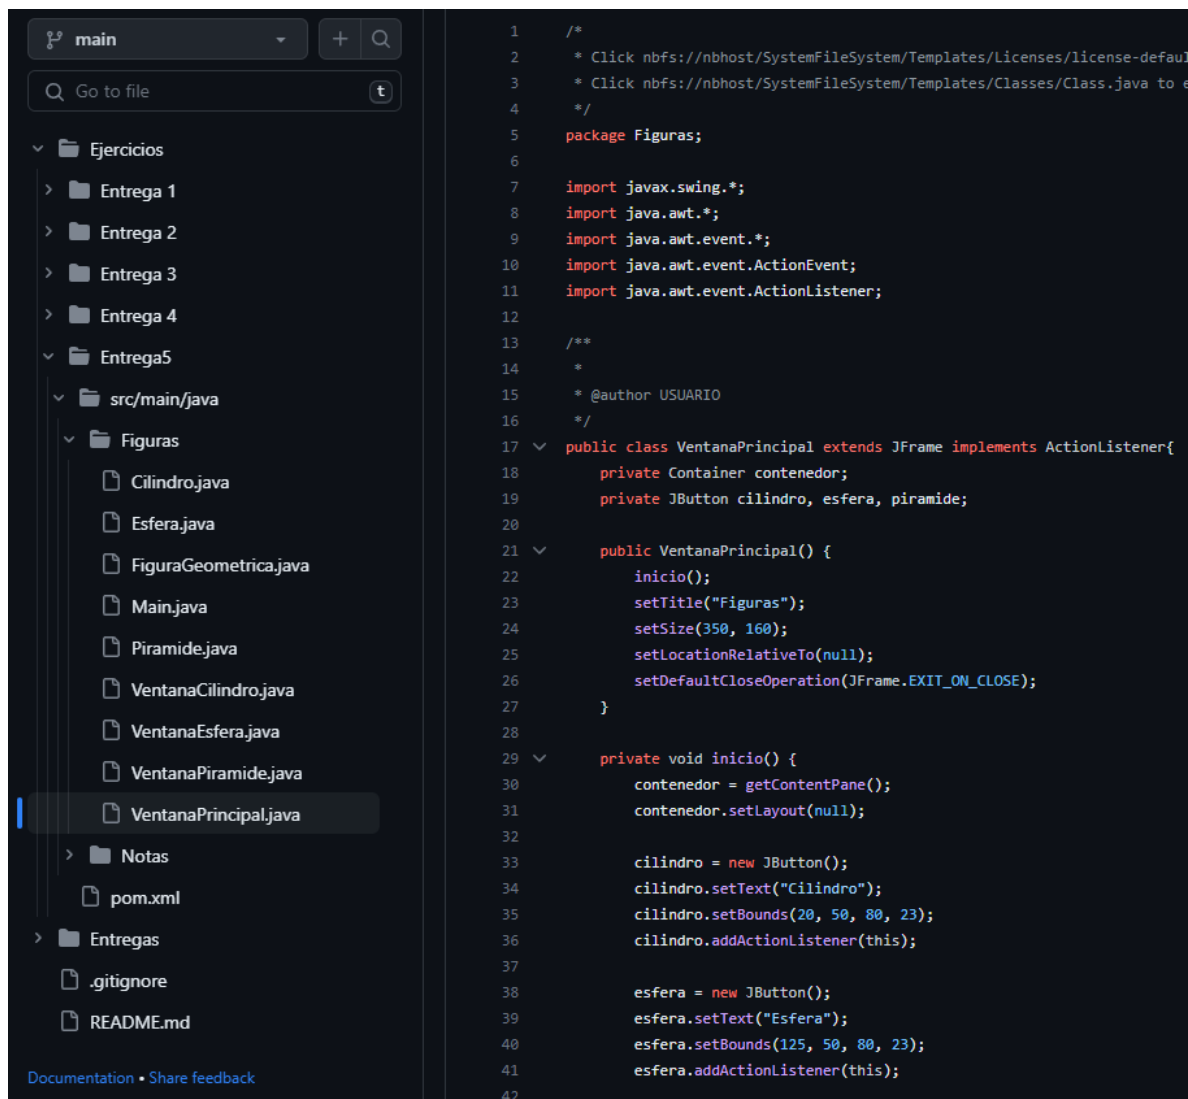 main
Go to file
t
Ejercicios
Entrega 1
Entrega 2
Entrega 3
Entrega 4
Entrega5
src/main/java
Figuras
Cilindro.java
Esfera.java
FiguraGeometrica.java
Main.java
Piramide.java
VentanaCilindro.java
VentanaEsfera.java
VentanaPiramide.java
VentanaPrincipal.java
Notas
pom.xml
Entregas
.gitignore
README.md
Documentation • Share feedback
1 /*
2 * Click nbfs://nbhost/SystemFileSystem/Templates/Licenses/license-defaul
3 * Click nbfs://nbhost/SystemFileSystem/Templates/Classes/Class.java to e
4 */
5 package Figuras;
6
7 import javax.swing.*;
8 import java.awt.*;
9 import java.awt.event.*;
10 import java.awt.event.ActionEvent;
11 import java.awt.event.ActionListener;
12
13 /**
14 *
15 * @author USUARIO
16 */
17 public class VentanaPrincipal extends JFrame implements ActionListener{
18 private Container contenedor;
19 private JButton cilindro, esfera, piramide;
20
21 public VentanaPrincipal() {
22 inicio();
23 setTitle("Figuras");
24 setSize(350, 160);
25 setLocationRelativeTo(null);
26 setDefaultCloseOperation(JFrame.EXIT_ON_CLOSE);
27 }
28
29 private void inicio() {
30 contenedor = getContentPane();
31 contenedor.setLayout(null);
32
33 cilindro = new JButton();
34 cilindro.setText("Cilindro");
35 cilindro.setBounds(20, 50, 80, 23);
36 cilindro.addActionListener(this);
37
38 esfera = new JButton();
39 esfera.setText("Esfera");
40 esfera.setBounds(125, 50, 80, 23);
41 esfera.addActionListener(this);
42